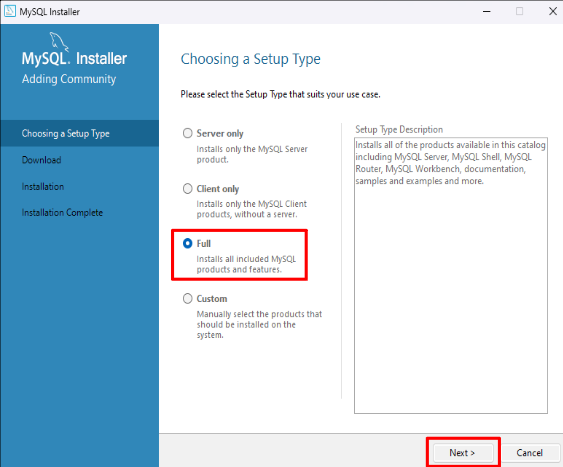 MySQL Installer
MySQL. Installer
Adding Community
Choosing a Setup Type
Download
Installation
Installation Complete
Choosing a Setup Type
Please select the Setup Type that suits your use case.
Server only
Installs only the MySQL Server
product.
Client only
Installs only the MySQL Client
products, without a server.
Full
Installs all included MySQL
products and features.
Custom
Manually select the products that
should be installed on the
system.
Setup Type Description
Installs all of the products available in this catalog
including MySQL Server, MySQL Shell, MySQL
Router, MySQL Workbench, documentation,
samples and examples and more.
Next >
Cancel